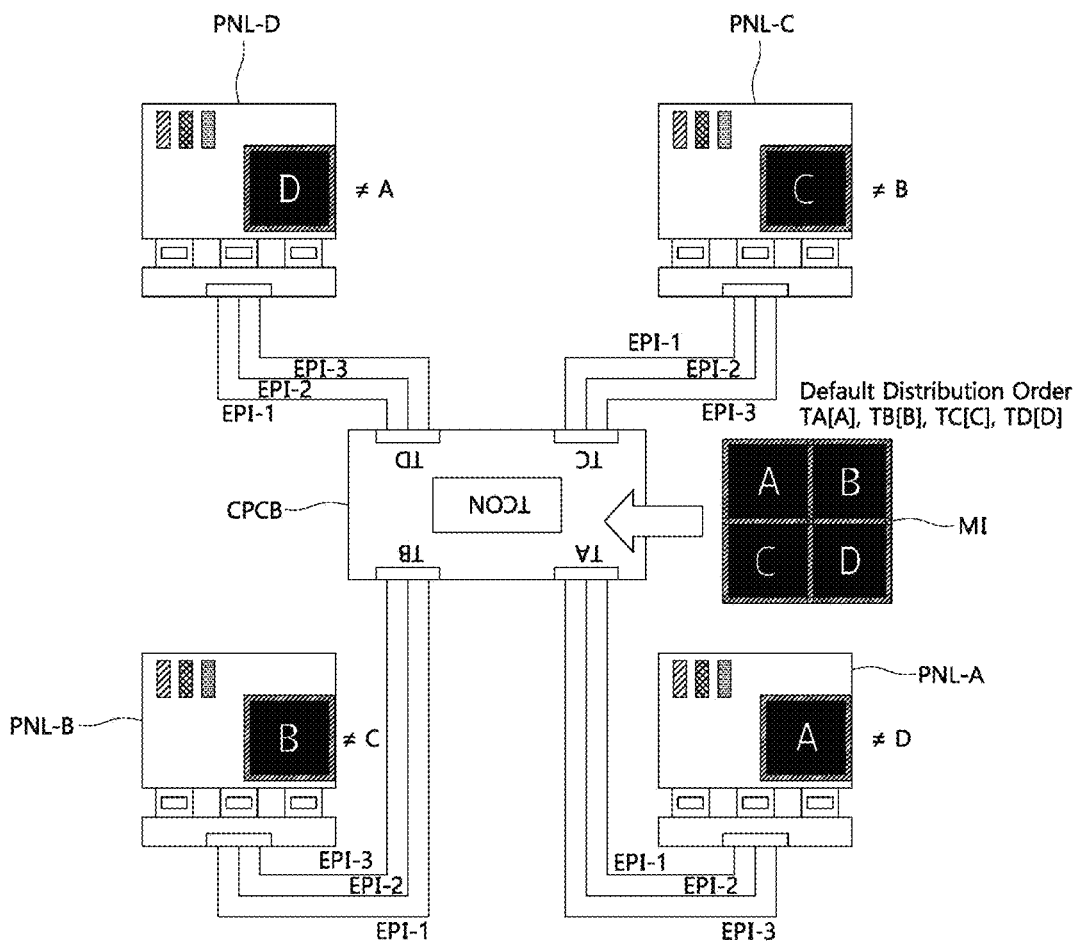 PNL-D
PNL-C
D
≠ A
C
≠ B
EPI-3
EPI-2
EPI-1
EPI-1
EPI-2
EPI-3
Default Distribution Order
TA[A], TB[B], TC[C], TD[D]
TD
TC
CPCB
TCON
TB
TA
A
B
C
D
MI
PNL-B
B
≠ C
PNL-A
A
≠ D
EPI-3
EPI-2
EPI-1
EPI-1
EPI-2
EPI-3